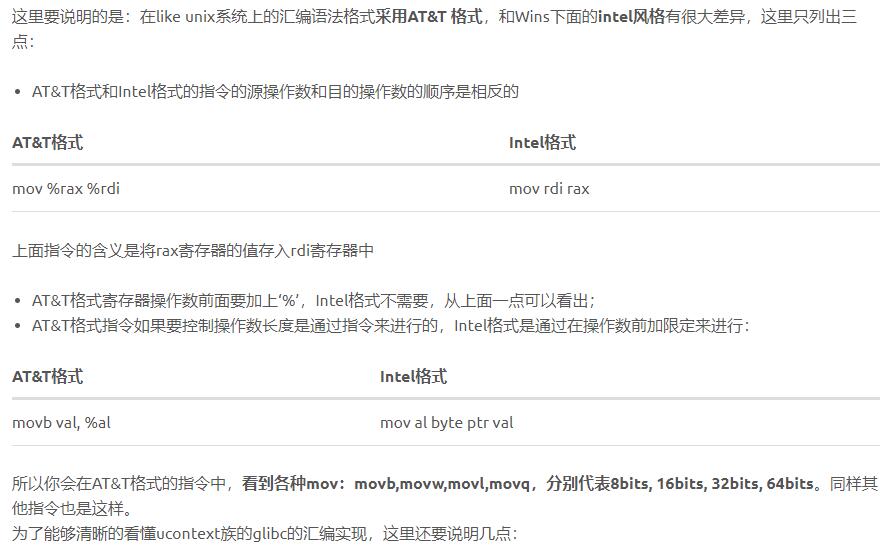 这里要说明的是：在like unix系统上的汇编语法格式采用AT&T 格式，和Wins下面的intel风格有很大差异，这里只列出三
点：
• AT&T格式和Intel格式的指令的源操作数和目的操作数的顺序是相反的
AT&T格式 Intel格式
mov %rax %rdi mov rdi rax
上面指令的含义是将rax寄存器的值存入rdi寄存器中
• AT&T格式寄存器操作数前面要加上‘%’，Intel格式不需要，从上面一点可以看出；
• AT&T格式指令如果要控制操作数长度是通过指令来进行的，Intel格式是通过在操作数前加限定来进行：
AT&T格式 Intel格式
movb val, %al mov al byte ptr val
所以你会在AT&T格式的指令中，看到各种mov：movb,movw,movl,movq，分别代表8bits, 16bits, 32bits, 64bits。同样其
他指令也是这样。
为了能够清晰的看懂ucontext族的glibc的汇编实现，这里还要说明几点：